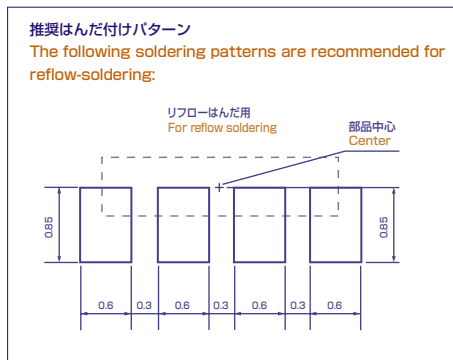 推奨はんだ付けパターン
The following soldering patterns are recommended for
reflow-soldering:
リフローはんだ用
For reflow soldering
部品中心
Center
0.85
0.85
0.6 0.3 0.6 0.3 0.6 0.3 0.6